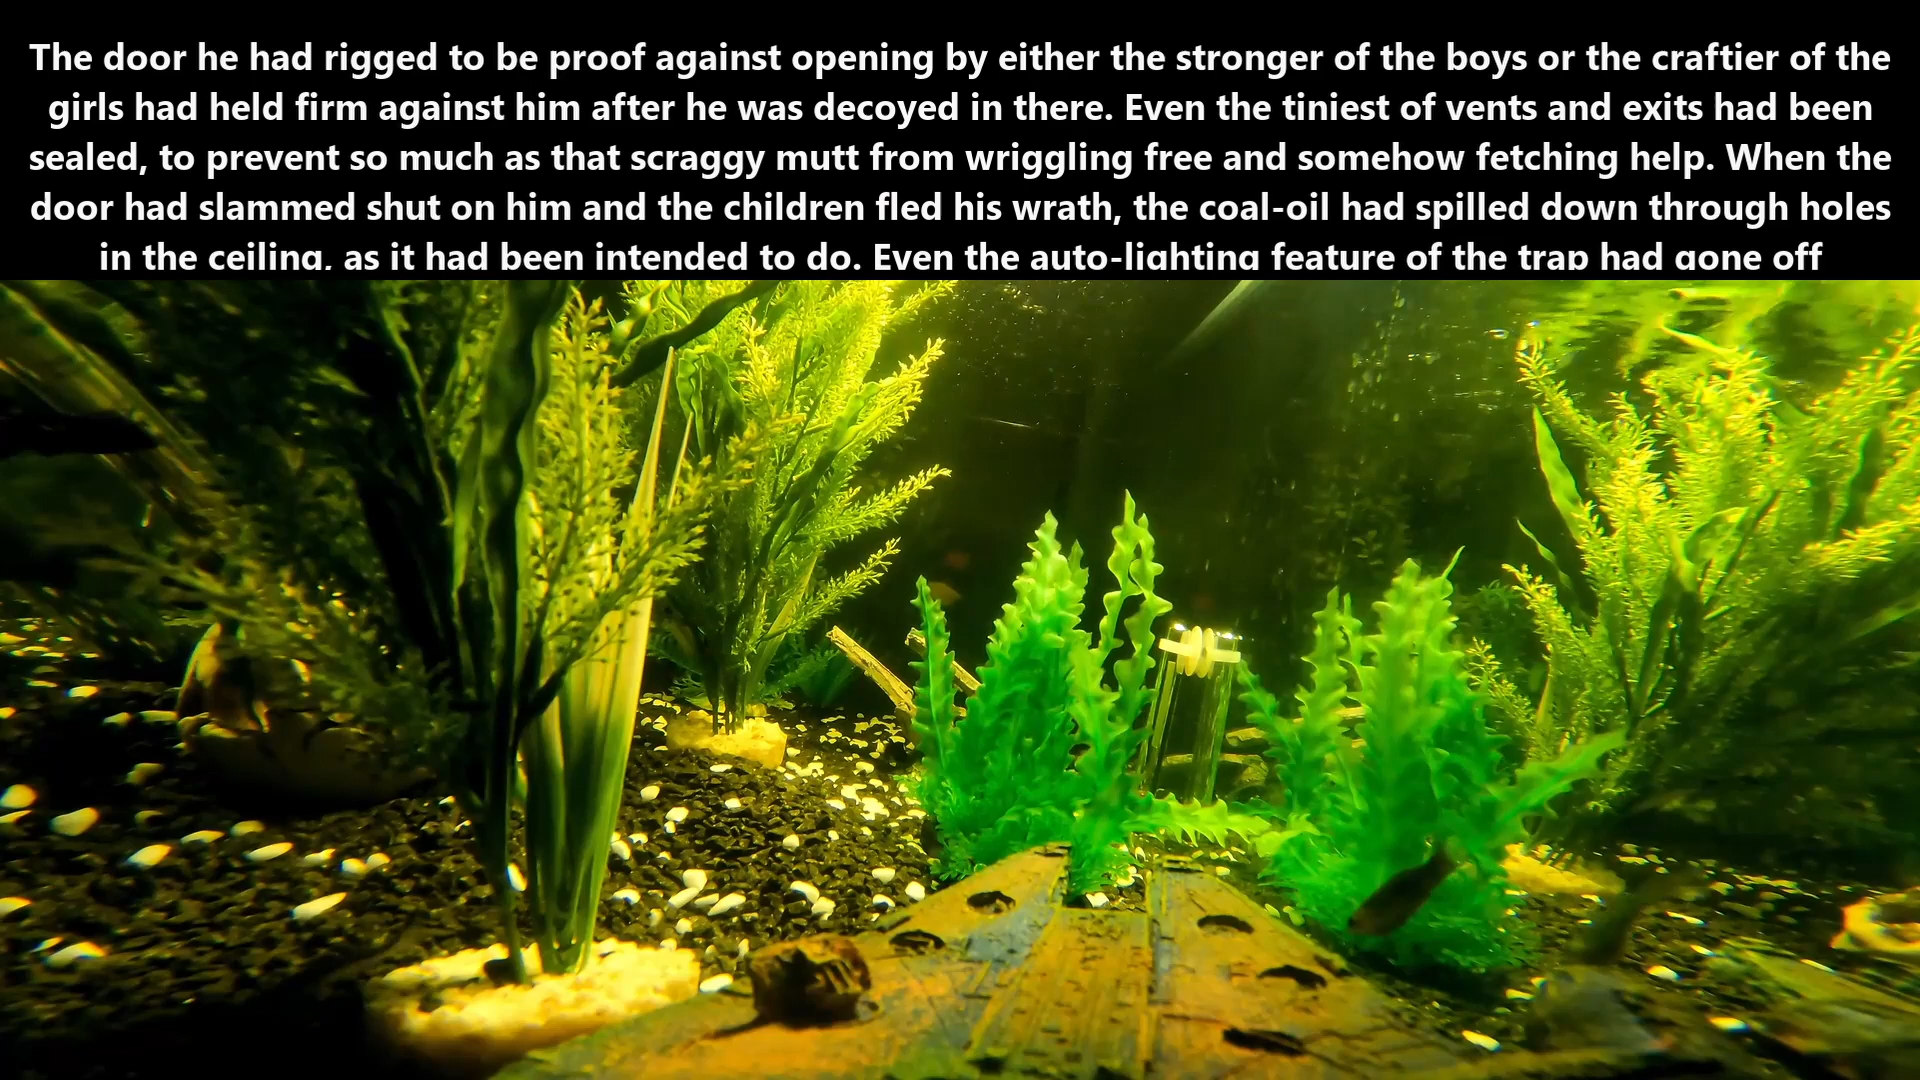 The door he had rigged to be proof against opening by either the stronger of the boys or the craftier of the
girls had held firm against him after he was decoyed in there. Even the tiniest of vents and exits had been
sealed, to prevent so much as that scraggy mutt from wriggling free and somehow fetching help. When the
door had slammed shut on him and the children fled his wrath, the coal-oil had spilled down through holes
in the ceiling, as it had been intended to do. Even the auto-lighting feature of the trap had gone off